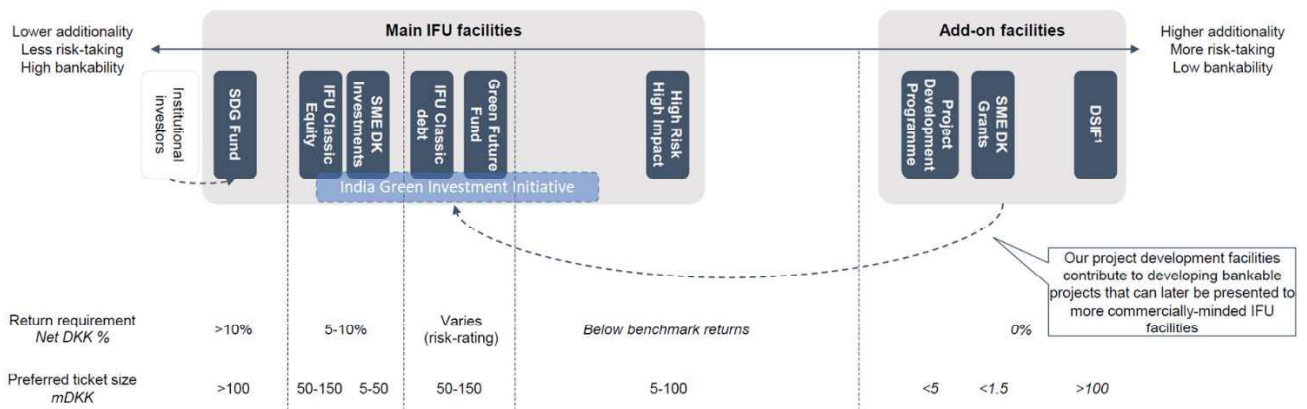 Main IFU facilities
Add-on facilities
Lower additionality
Less risk-taking
High bankability
Higher additionality
More risk-taking
Low bankability
Institutional
investors
SDG Fund
IFU Classic
Equity
SME DK
Investments
IFU Classic
debt
Green Future
Fund
High Risk
High Impact
Project
Development
Programme
SME DK
Grants
DSIF¹
India Green Investment Initiative
Our project development facilities
contribute to developing bankable
projects that can later be presented to
more commercially-minded IFU
facilities
Return requirement
Net DKK %
>10%
5-10%
Varies
(risk-rating)
Below benchmark returns
0%
Preferred ticket size
mDKK
>100
50-150
5-50
50-150
5-100
<5
<1.5
>100